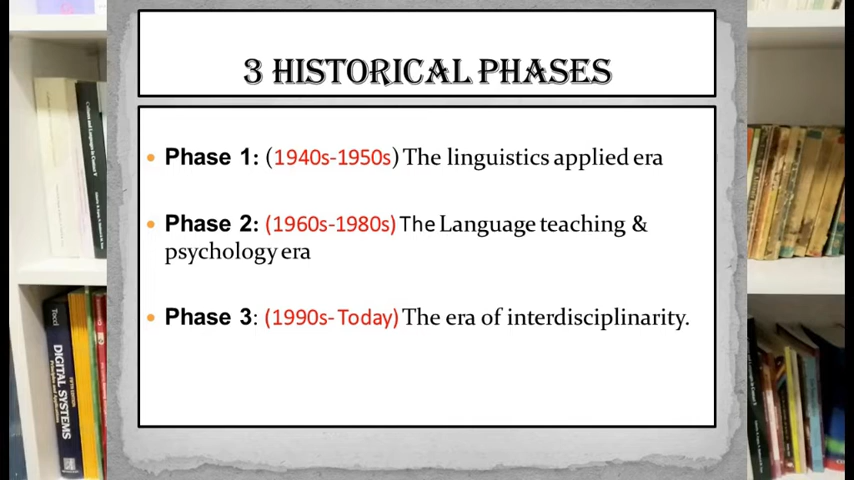 3 HISTORICAL PHASES
• Phase 1: (1940s-1950s) The linguistics applied era
• Phase 2: (1960s-1980s) The Language teaching &
psychology era
• Phase 3: (1990s-Today) The era of interdisciplinarity.
Tocci
DIGITAL SYSTEMS